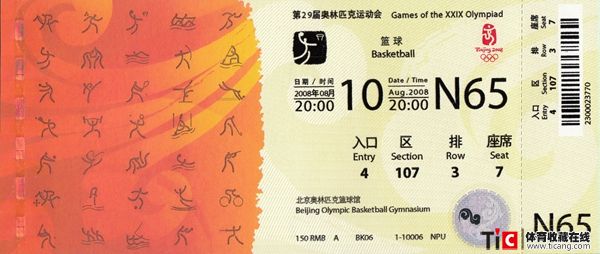 第29届奥林匹克运动会 Games of the XXIX Olympiad
篮球
Basketball
Beijing 2008
日期 / 时间
2008年08月
20:00
10
Date / Time
Aug.2008
20:00
N65
入口 区 排 座席
Entry Section Row Seat
4 107 3 7
北京奥林匹克篮球馆
Beijing Olympic Basketball Gymnasium
150 RMB A BK06 1-10006 NPU
座席 Seat 7
排 Row 3
区 Section 107
入口 Entry 4
2300023770
N65
TiC 体育收藏在线
www.ticang.com